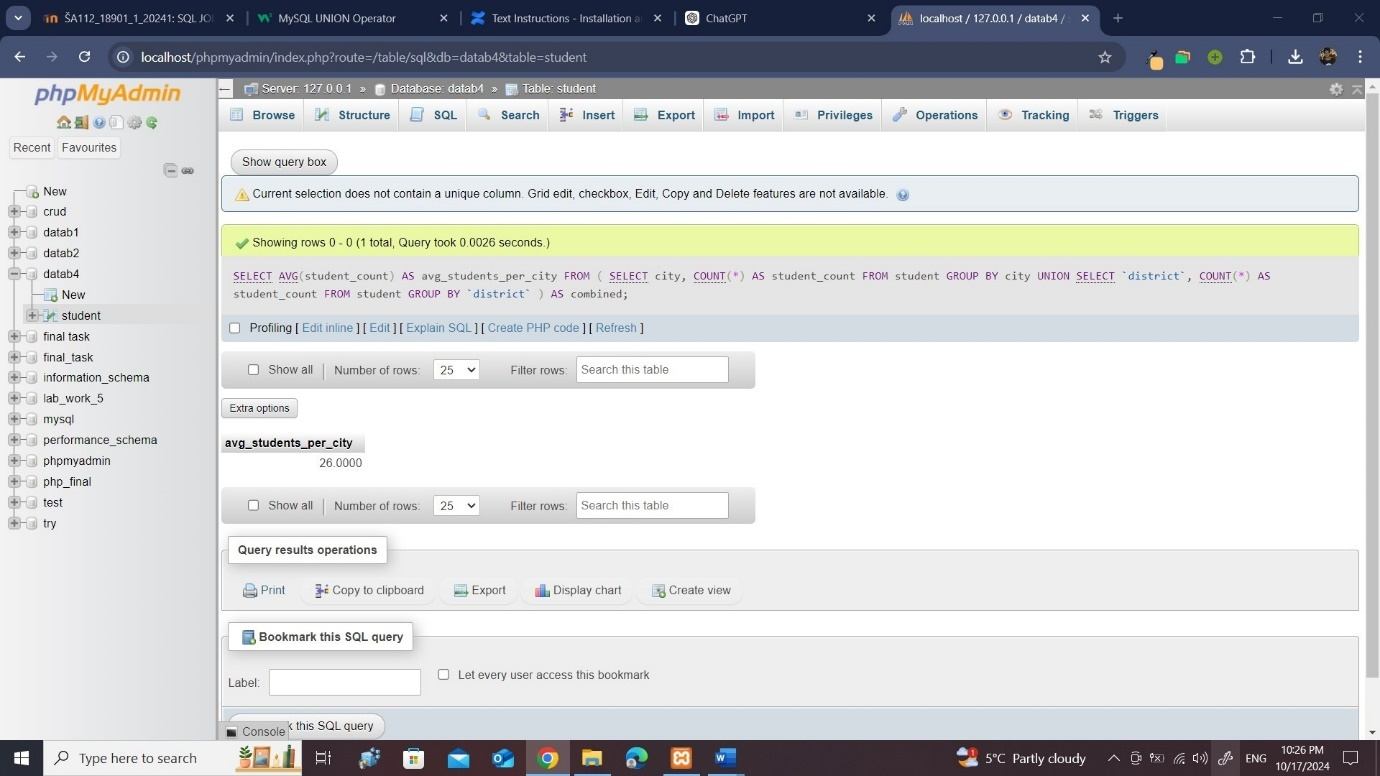 ŠA112_18901_1_20241: SQL JO
MySQL UNION Operator
Text Instructions - Installation a
ChatGPT
localhost / 127.0.0.1 / datab4 /
localhost/phpmyadmin/index.php?route=/table/sql&db=datab4&table=student
phpMyAdmin
Recent Favourites
New
crud
datab1
datab2
datab4
New
student
final task
final_task
information_schema
lab_work_5
mysql
performance_schema
phpmyadmin
php_final
test
try
Server: 127.0.0.1 » Database: datab4 » Table: student
Browse Structure SQL Search Insert Export Import Privileges Operations Tracking Triggers
Show query box
Current selection does not contain a unique column. Grid edit, checkbox, Edit, Copy and Delete features are not available.
Showing rows 0 - 0 (1 total, Query took 0.0026 seconds.)
SELECT AVG(student_count) AS avg_students_per_city FROM ( SELECT city, COUNT(*) AS student_count FROM student GROUP BY city UNION SELECT `district`, COUNT(*) AS
student_count FROM student GROUP BY `district` ) AS combined;
Profiling [ Edit inline ] [ Edit ] [ Explain SQL ] [ Create PHP code ] [ Refresh ]
Show all Number of rows: 25 Filter rows: Search this table
Extra options
avg_students_per_city
26.0000
Show all Number of rows: 25 Filter rows: Search this table
Query results operations
Print Copy to clipboard Export Display chart Create view
Bookmark this SQL query
Label: Let every user access this bookmark
Console this SQL query
Type here to search
5°C Partly cloudy ENG 10:26 PM
10/17/2024